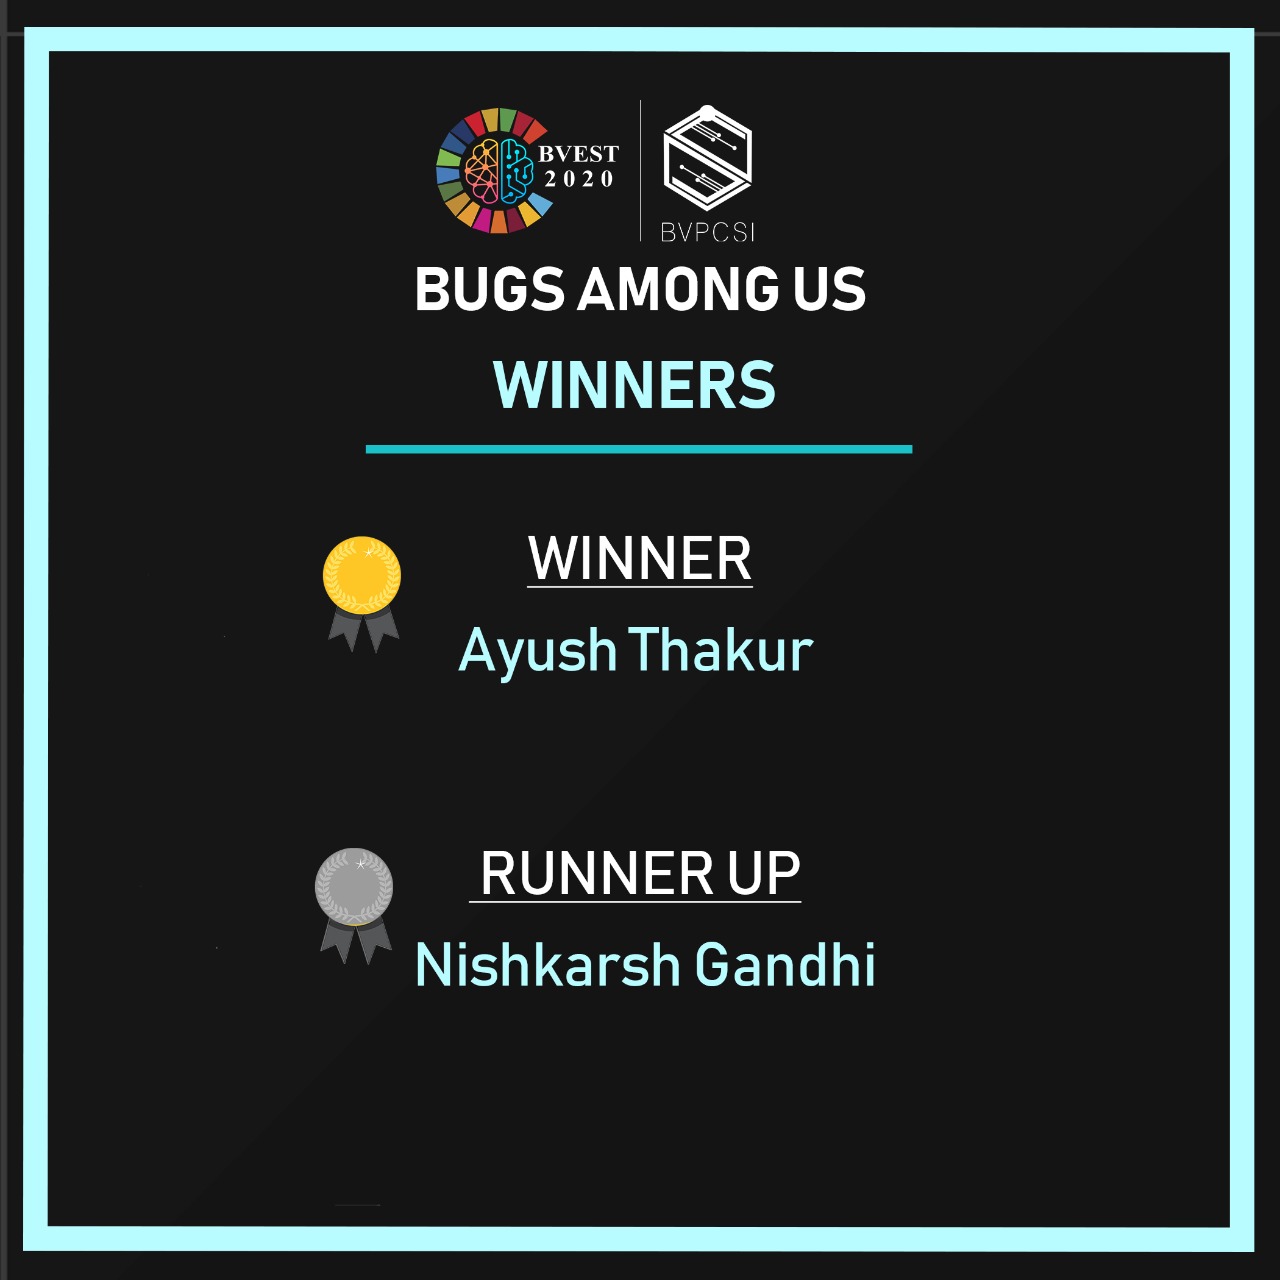 BVEST
2020
BVPCSI
BUGS AMONG US
WINNERS
WINNER
Ayush Thakur
RUNNER UP
Nishkarsh Gandhi